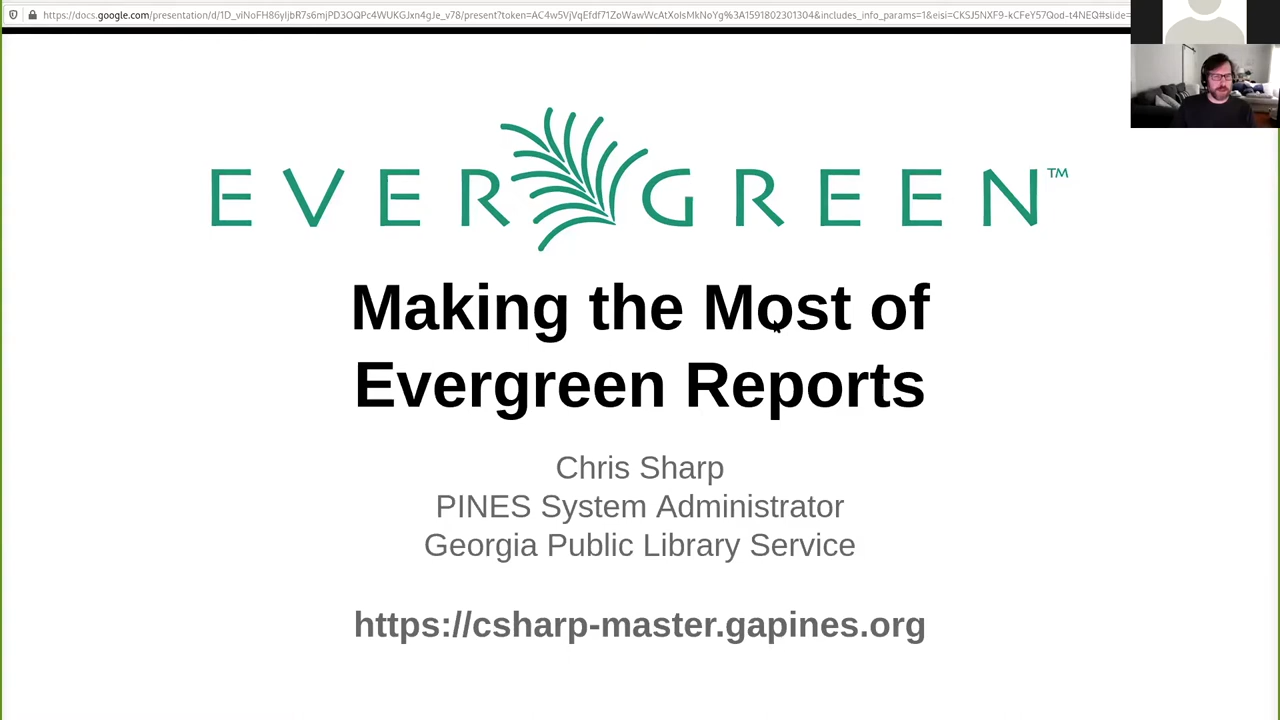 EVERGREEN™
Making the Most of
Evergreen Reports
Chris Sharp
PINES System Administrator
Georgia Public Library Service
https://csharp-master.gapines.org